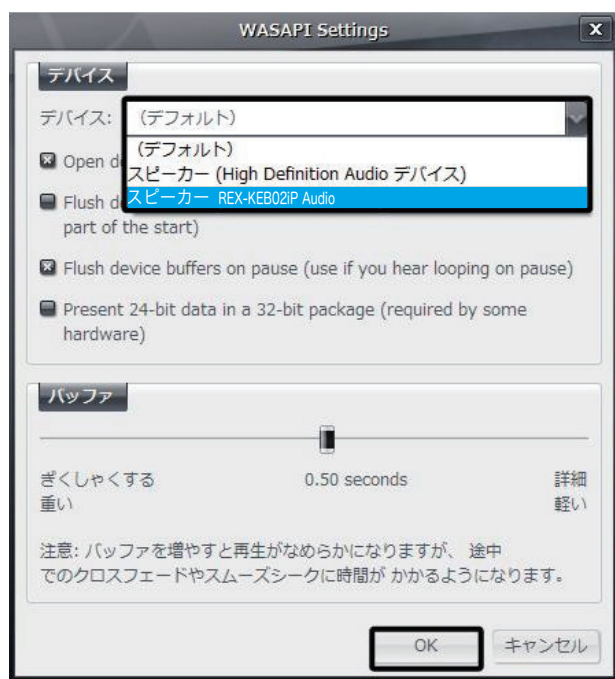 WASAPI Settings
x
デバイス
デバイス: (デフォルト)
(デフォルト)
スピーカー (High Definition Audio デバイス)
スピーカー REX-KEB02iP Audio
Open d
Flush d
part of the start)
Flush device buffers on pause (use if you hear looping on pause)
Present 24-bit data in a 32-bit package (required by some
hardware)
バッファ
ぎくしゃくする 0.50 seconds 詳細
重い 軽い
注意: バッファを増やすと再生がなめらかになりますが、 途中
でのクロスフェードやスムーズシークに時間が かかるようになります。
OK キャンセル